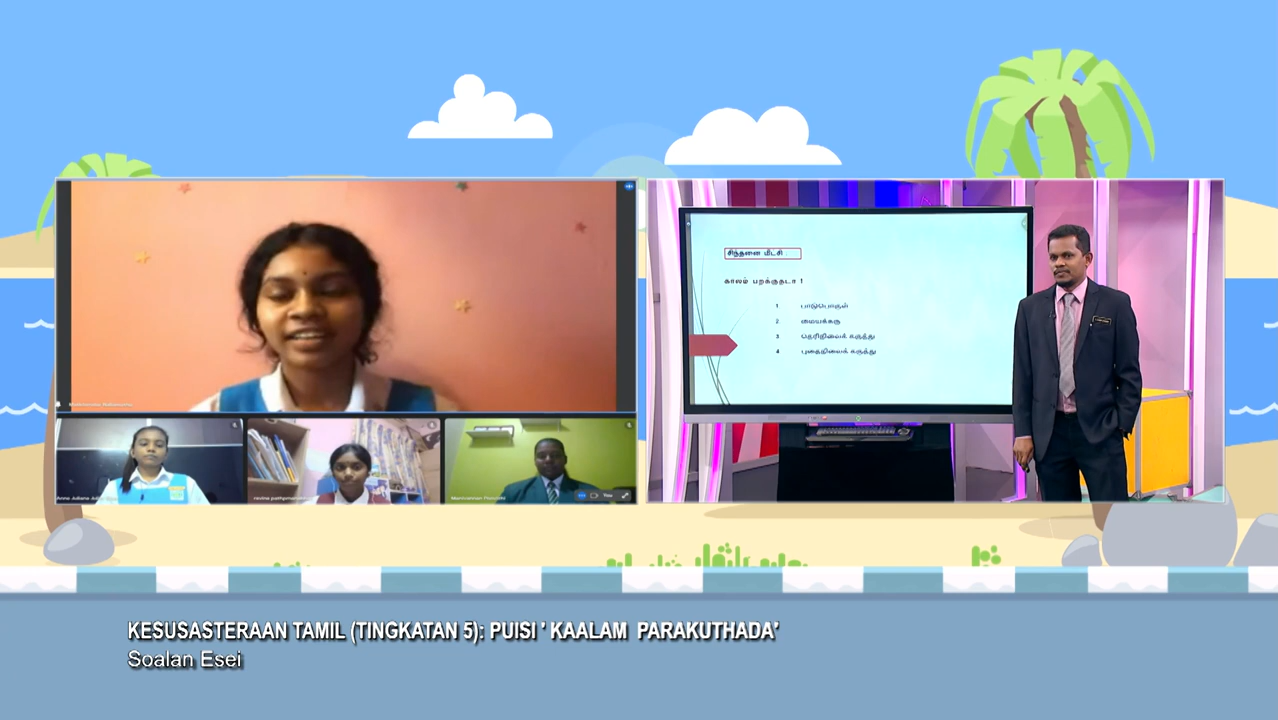 சிந்தனை மீட்சி :
காலம் பறக்குதடா !
1 பாடுபொருள்
2 மையக்கரு
3 தெரிநிலைக் கருத்து
4 புதைநிலைக் கருத்து
KESUSASTERAAN TAMIL (TINGKATAN 5): PUISI ' KAALAM PARAKUTHADA'
Soalan Esei